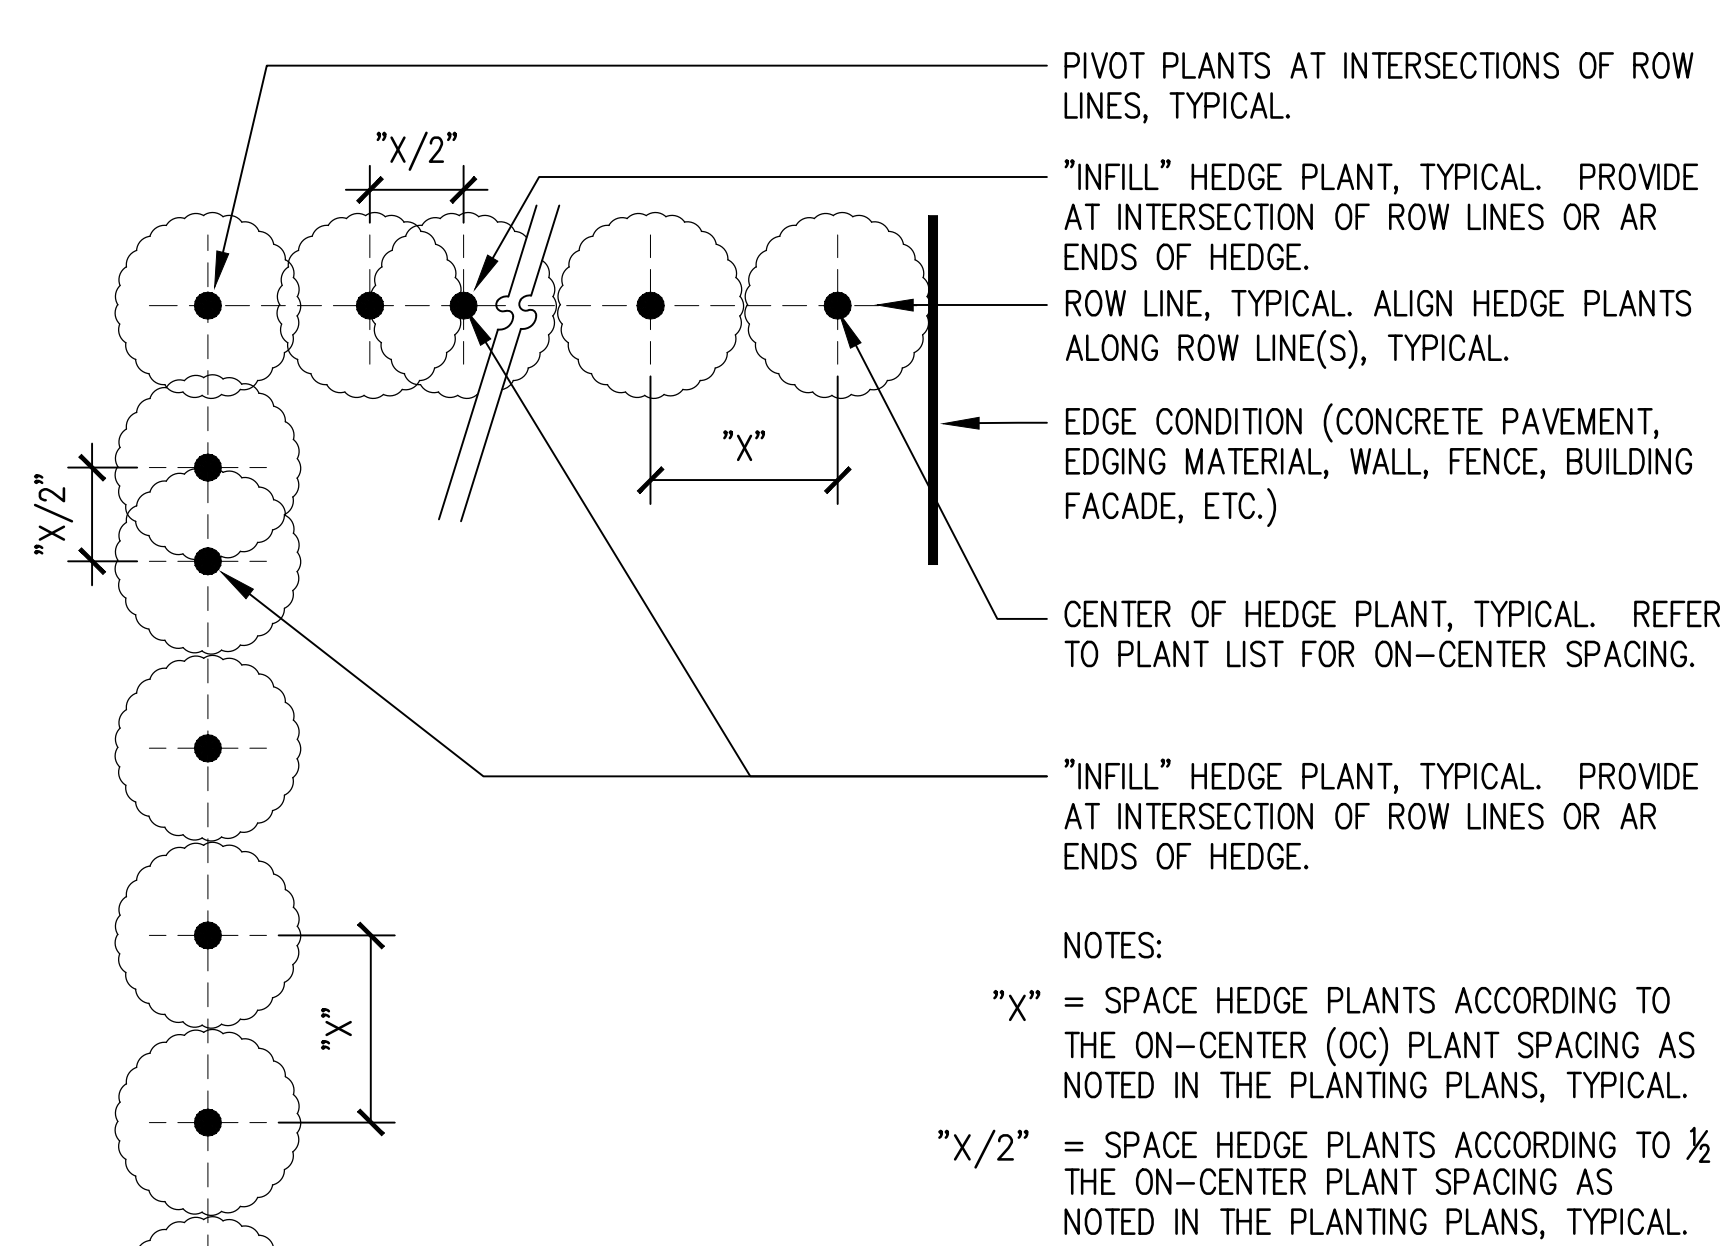 PIVOT PLANTS AT INTERSECTIONS OF ROW
LINES, TYPICAL.
"X/2"
"INFILL" HEDGE PLANT, TYPICAL. PROVIDE
AT INTERSECTION OF ROW LINES OR AR
ENDS OF HEDGE.
ROW LINE, TYPICAL. ALIGN HEDGE PLANTS
ALONG ROW LINE(S), TYPICAL.
EDGE CONDITION (CONCRETE PAVEMENT,
EDGING MATERIAL, WALL, FENCE, BUILDING
FACADE, ETC.)
"X"
"X/2"
CENTER OF HEDGE PLANT, TYPICAL. REFER
TO PLANT LIST FOR ON-CENTER SPACING.
"INFILL" HEDGE PLANT, TYPICAL. PROVIDE
AT INTERSECTION OF ROW LINES OR AR
ENDS OF HEDGE.
"X"
NOTES:
"X" = SPACE HEDGE PLANTS ACCORDING TO
THE ON-CENTER (OC) PLANT SPACING AS
NOTED IN THE PLANTING PLANS, TYPICAL.
"X/2" = SPACE HEDGE PLANTS ACCORDING TO ½
THE ON-CENTER PLANT SPACING AS
NOTED IN THE PLANTING PLANS, TYPICAL.